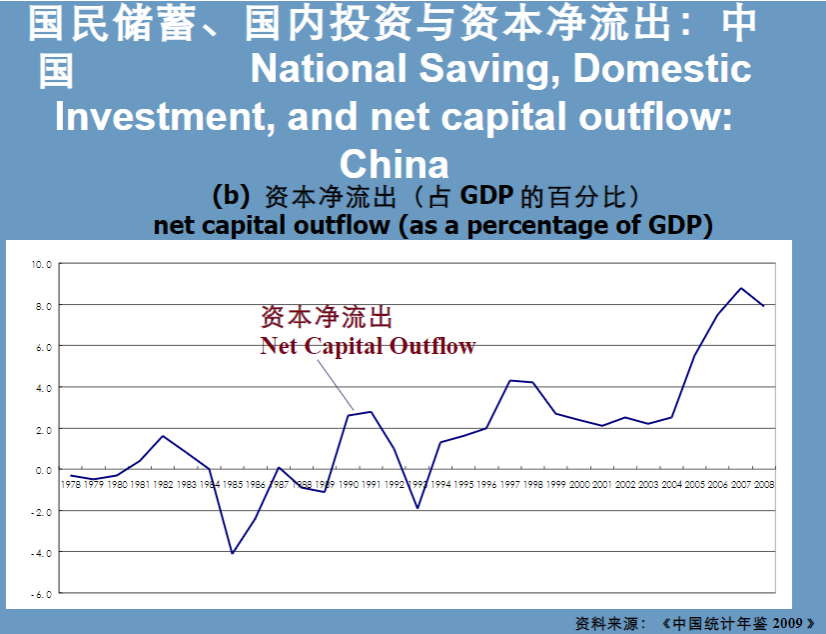 国民储蓄、国内投资与资本净流出：中
国 National Saving, Domestic
Investment, and net capital outflow:
China
(b) 资本净流出（占 GDP 的百分比）
net capital outflow (as a percentage of GDP)
10.0
8.0
资本净流出
6.0
Net Capital Outflow
4.0
2.0
0.0
1978 1979 1980 1981 1982 1983 1984 1985 1986 1987 1988 1989 1990 1991 1992 1993 1994 1995 1996 1997 1998 1999 2000 2001 2002 2003 2004 2005 2006 2007 2008
-2.0
-4.0
-6.0
资料来源：《中国统计年鉴 2009》